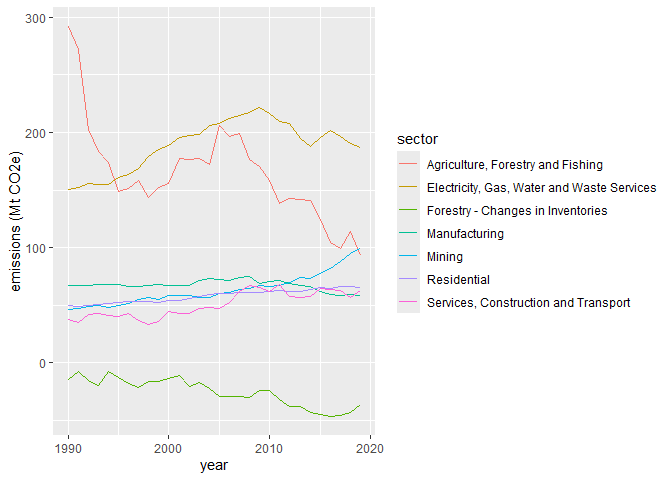 300
200
100
0
emissions (Mt CO2e)
1990
2000
2010
2020
year
sector
Agriculture, Forestry and Fishing
Electricity, Gas, Water and Waste Services
Forestry - Changes in Inventories
Manufacturing
Mining
Residential
Services, Construction and Transport